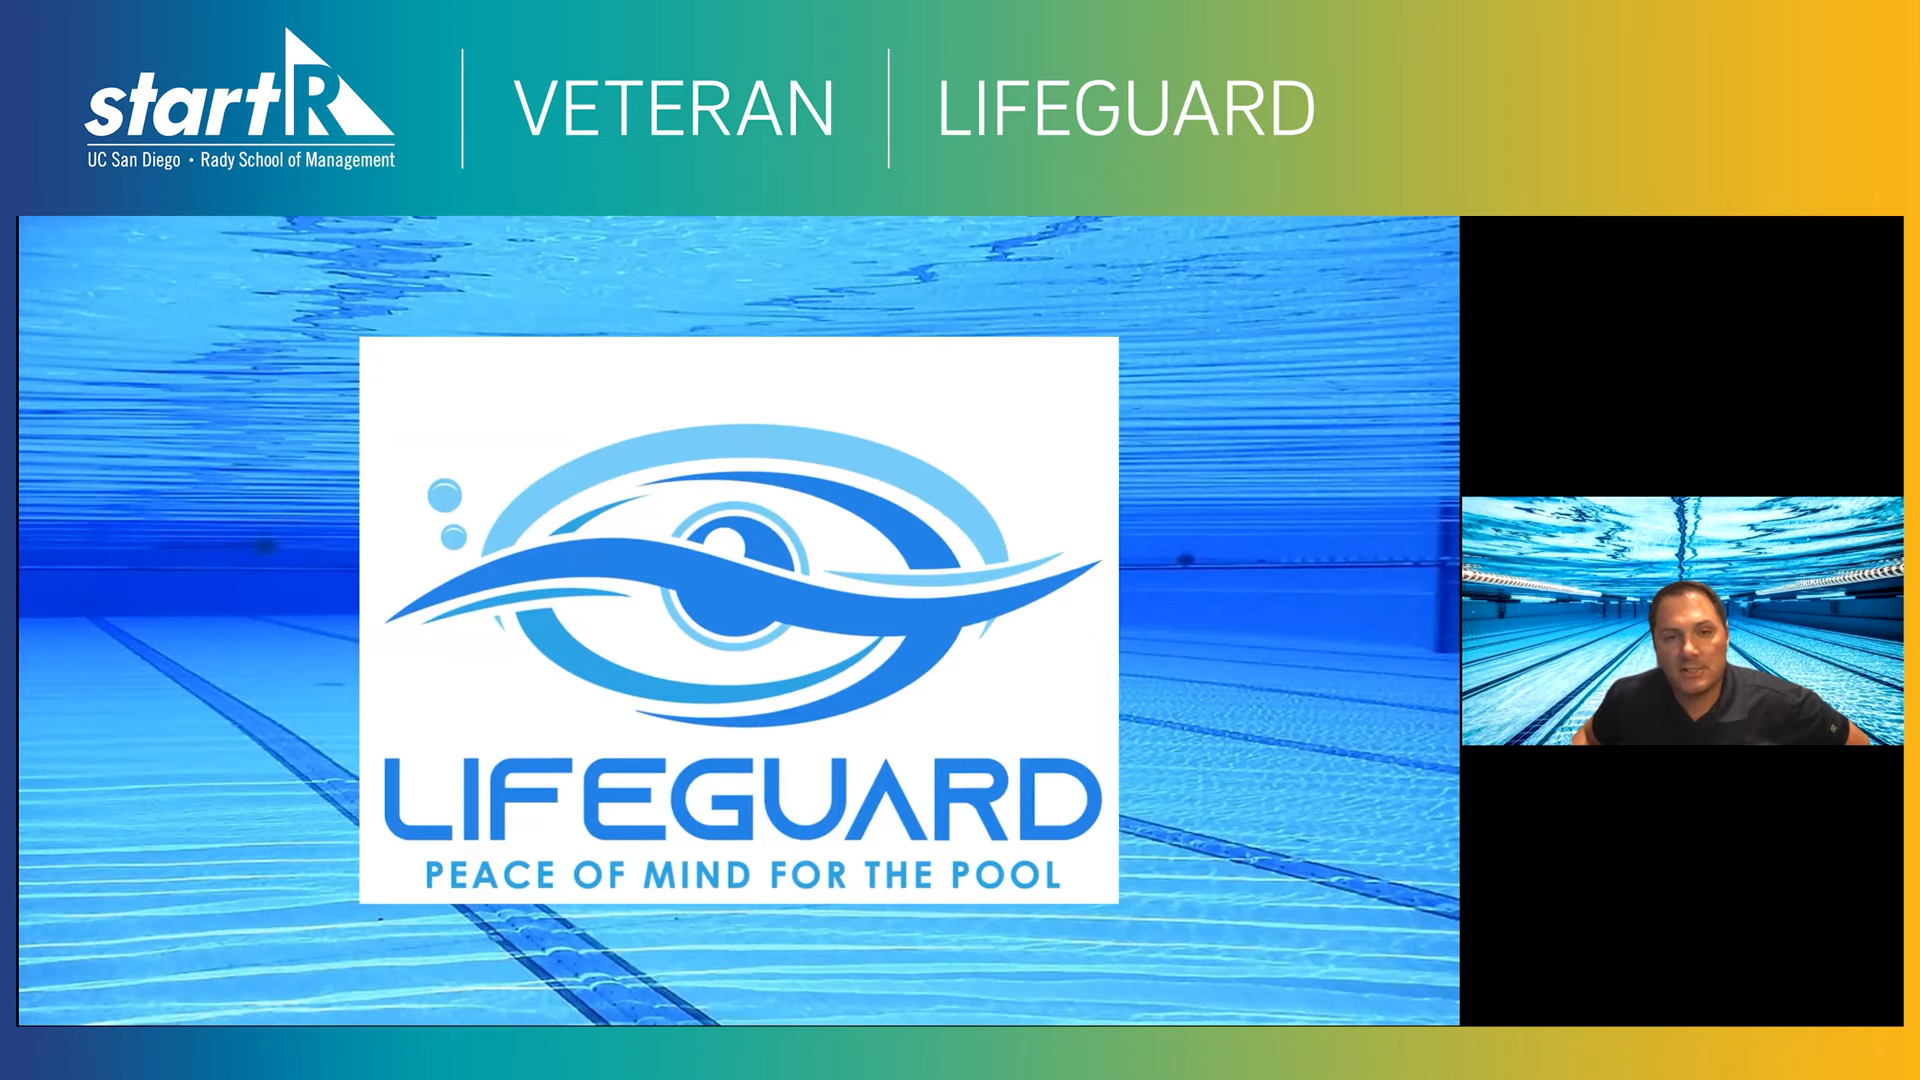 startR
UC San Diego • Rady School of Management
VETERAN
LIFEGUARD
LIFEGUARD
PEACE OF MIND FOR THE POOL